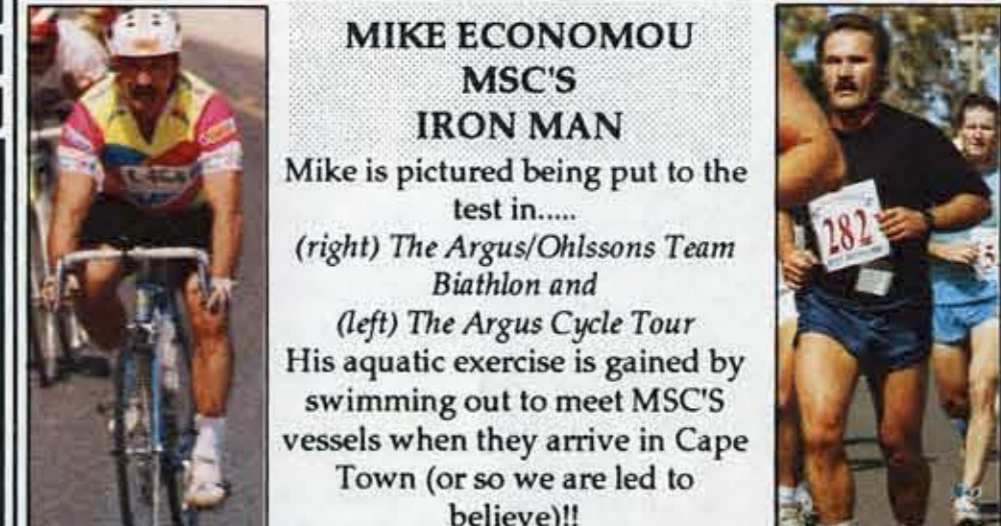 MIKE ECONOMOU
MSC'S
IRON MAN
Mike is pictured being put to the
test in.....
(right) The Argus/Ohlssons Team
Biathlon and
(left) The Argus Cycle Tour
His aquatic exercise is gained by
swimming out to meet MSC'S
vessels when they arrive in Cape
Town (or so we are led to
believe)!!
282